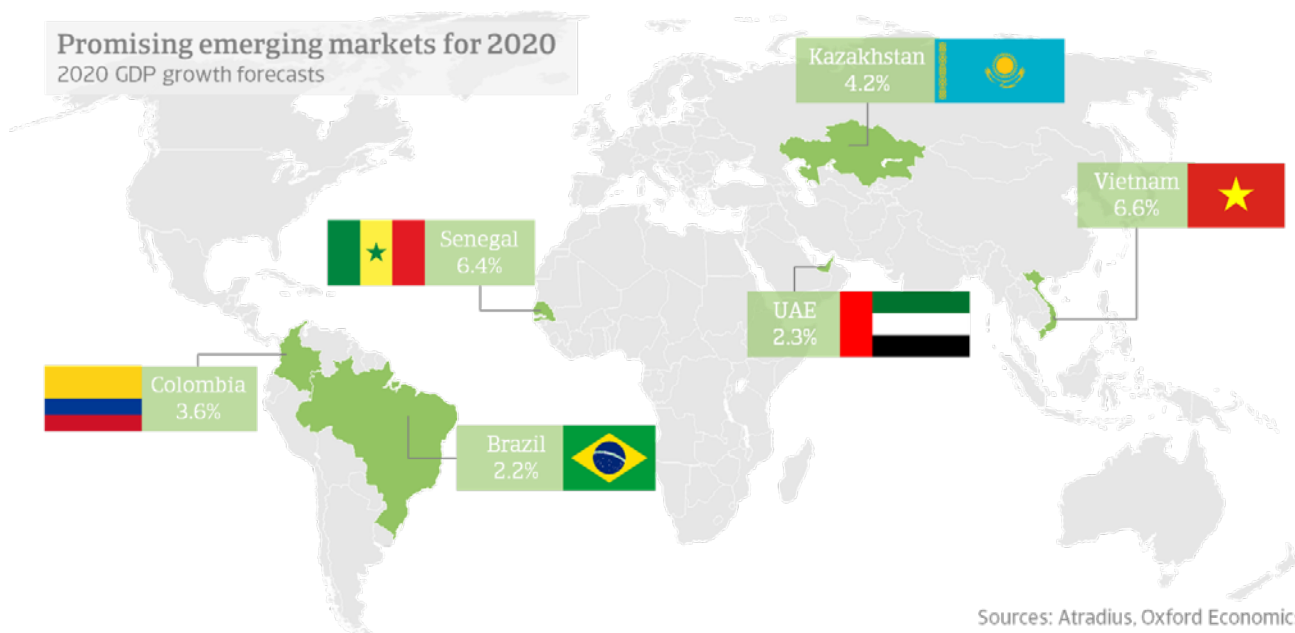 Promising emerging markets for 2020
2020 GDP growth forecasts
Kazakhstan
4.2%
Vietnam
6.6%
Senegal
6.4%
UAE
2.3%
Colombia
3.6%
Brazil
2.2%
Sources: Atradius, Oxford Economic